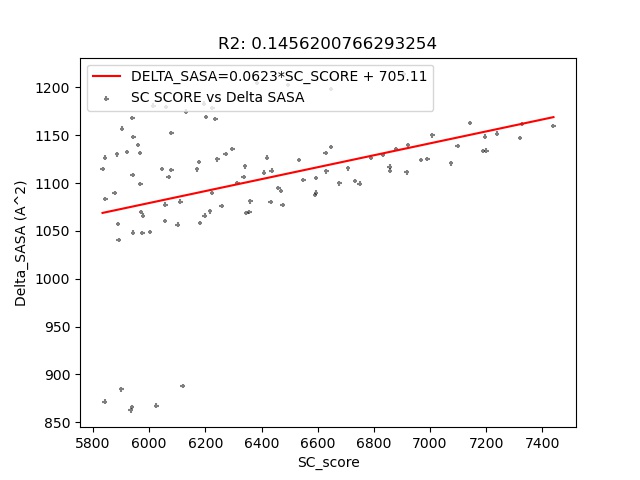 R2: 0.1456200766293254
DELTA_SASA=0.0623*SC_SCORE + 705.11
SC SCORE vs Delta SASA
Delta_SASA (A^2)
1200
1150
1100
1050
1000
950
900
850
5800 6000 6200 6400 6600 6800 7000 7200 7400
SC_score